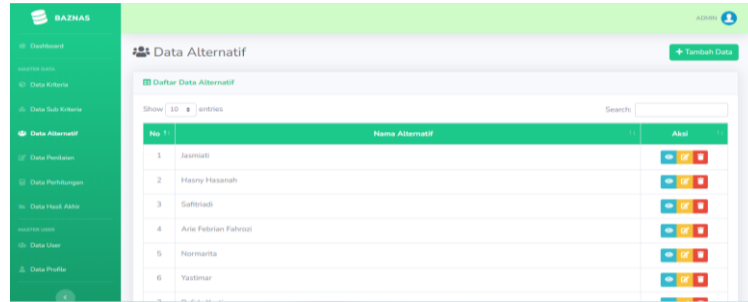 BAZNAS
ADMIN
Dashboard
MASTER DATA
Data Kriteria
Data Sub Kriteria
Data Alternatif
Data Penilaian
Data Perhitungan
Data Hasil Akhir
MASTER USER
Data User
Data Profile
Data Alternatif
+ Tambah Data
Daftar Data Alternatif
Show 10 entries
Search:
No Nama Alternatif Aksi
1 Jasmiati
2 Hasny Hasanah
3 Safitriadi
4 Arie Febrian Fahrozi
5 Normarita
6 Yastimar